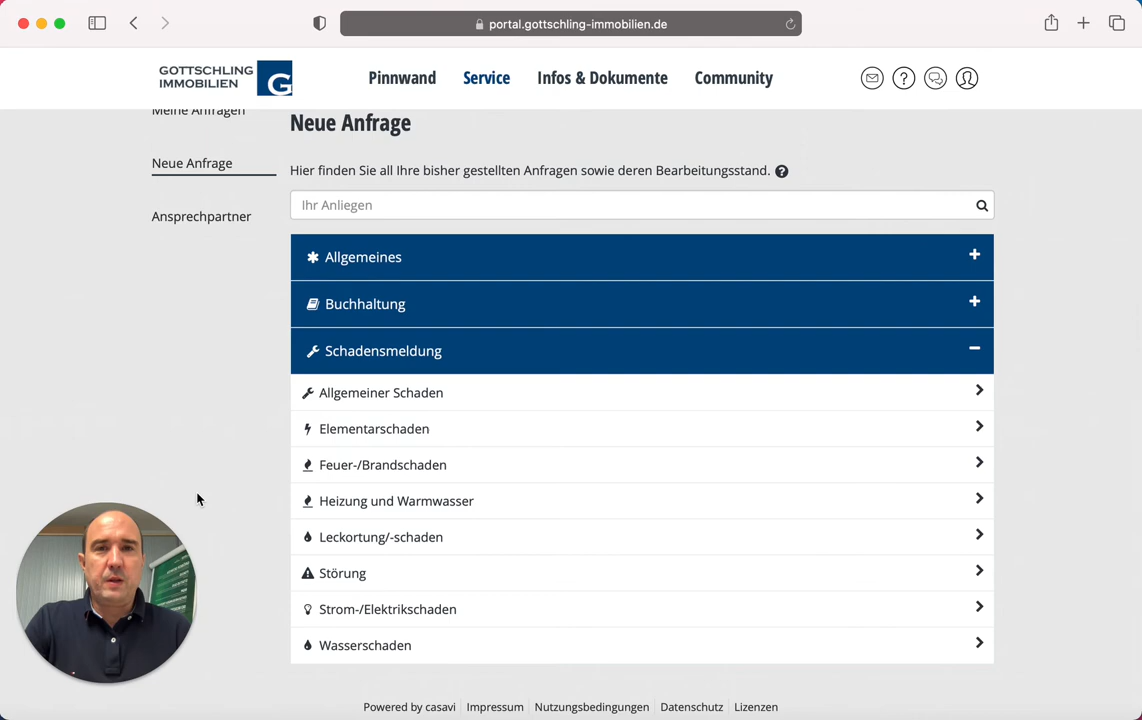 portal.gottschling-immobilien.de
GOTTSCHLING
IMMOBILIEN
G
Pinnwand
Service
Infos & Dokumente
Community
Meine Anfragen
Neue Anfrage
Neue Anfrage
Ansprechpartner
Hier finden Sie all Ihre bisher gestellten Anfragen sowie deren Bearbeitungsstand.
Ihr Anliegen
Allgemeines
Buchhaltung
Schadensmeldung
Allgemeiner Schaden
Elementarschaden
Feuer-/Brandschaden
Heizung und Warmwasser
Leckortung/-schaden
Störung
Strom-/Elektrikschaden
Wasserschaden
Powered by casavi Impressum Nutzungsbedingungen Datenschutz Lizenzen